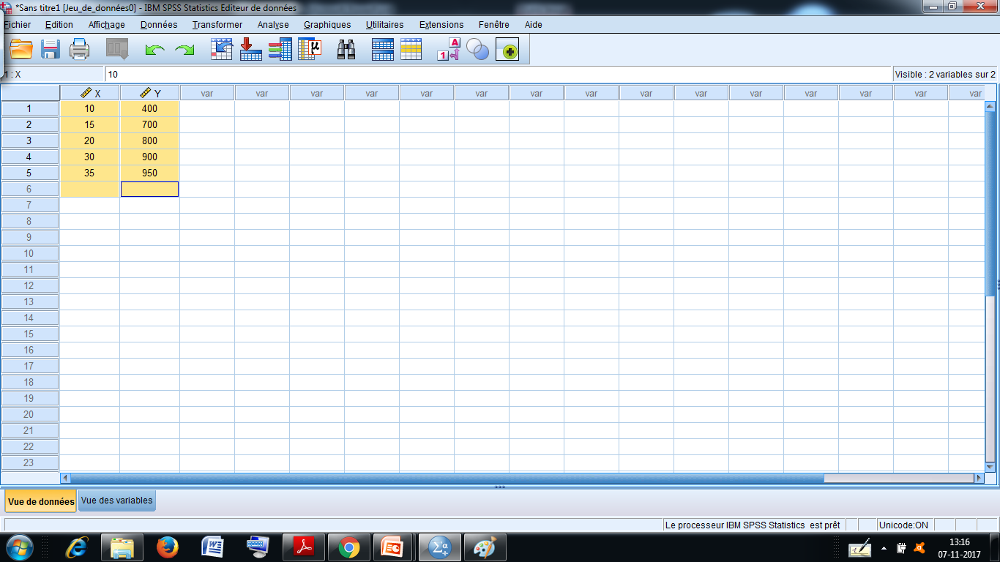 *Sans titre1 [Jeu_de_données0] - IBM SPSS Statistics Editeur de données
Fichier Edition Affichage Données Transformer Analyse Graphiques Utilitaires Extensions Fenêtre Aide
1 : X 10 Visible : 2 variables sur 2
X Y var var var var var var var var var var var var var var var
1 10 400
2 15 700
3 20 800
4 30 900
5 35 950
6
7
8
9
10
11
12
13
14
15
16
17
18
19
20
21
22
23
Vue de données Vue des variables
Le processeur IBM SPSS Statistics est prêt Unicode:ON
13:16
07-11-2017